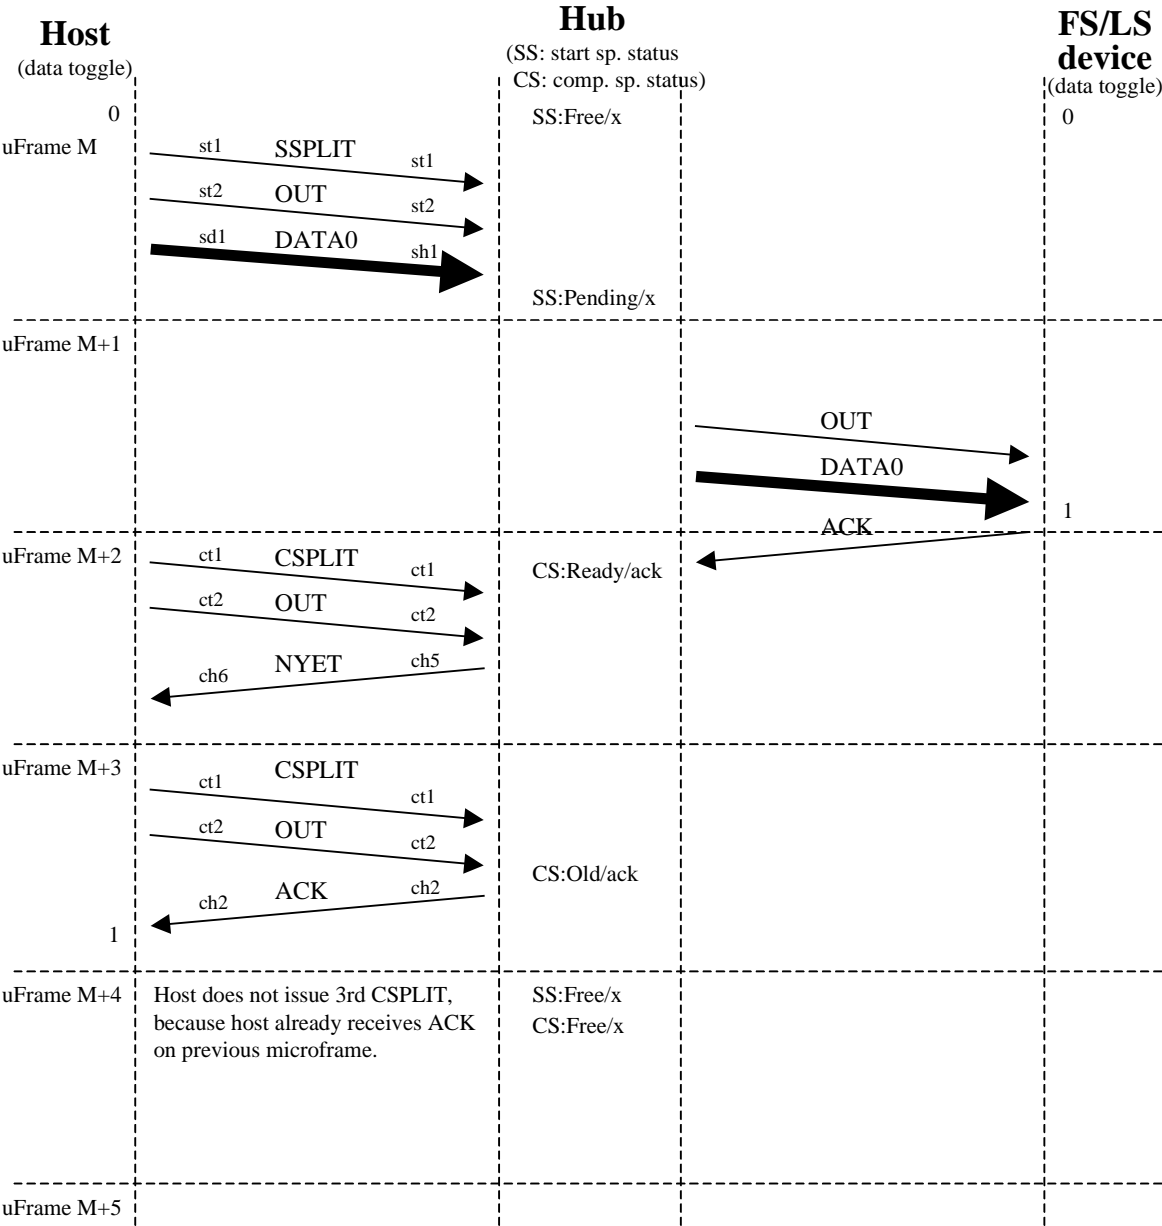 Host
(data toggle)
Hub
(SS: start sp. status
CS: comp. sp. status)
FS/LS
device
(data toggle)
0
SS:Free/x
0
uFrame M
st1 SSPLIT st1
st2 OUT st2
sd1 DATA0 sh1
SS:Pending/x
uFrame M+1
OUT
DATA0
1
ACK
uFrame M+2
ct1 CSPLIT ct1
CS:Ready/ack
ct2 OUT ct2
ch6 NYET ch5
uFrame M+3
ct1 CSPLIT ct1
ct2 OUT ct2
CS:Old/ack
ch2 ACK ch2
1
uFrame M+4
Host does not issue 3rd CSPLIT,
because host already receives ACK
on previous microframe.
SS:Free/x
CS:Free/x
uFrame M+5